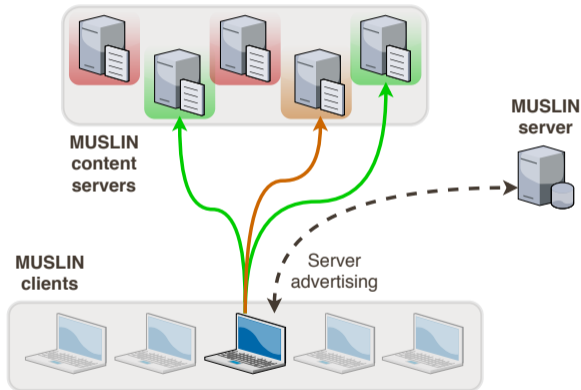 MUSLIN
content
servers
MUSLIN
server
MUSLIN
clients
Server
advertising